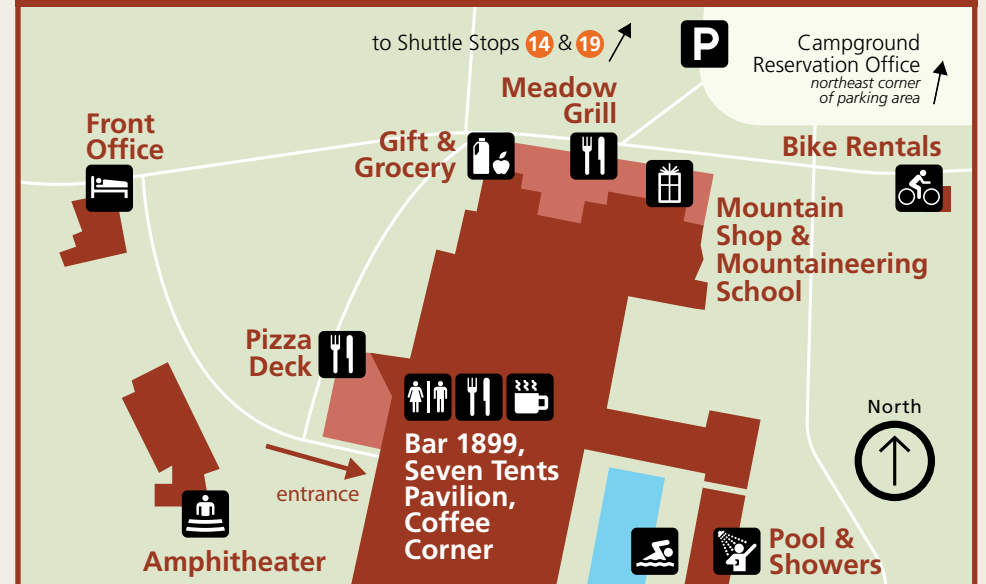 to Shuttle Stops 14 & 19
P
Campground
Reservation Office
northeast corner
of parking area
Meadow
Grill
Front
Office
Gift &
Grocery
Bike Rentals
Mountain
Shop &
Mountaineering
School
Pizza
Deck
North
Bar 1899,
Seven Tents
Pavilion,
Coffee
Corner
entrance
Amphitheater
Pool &
Showers